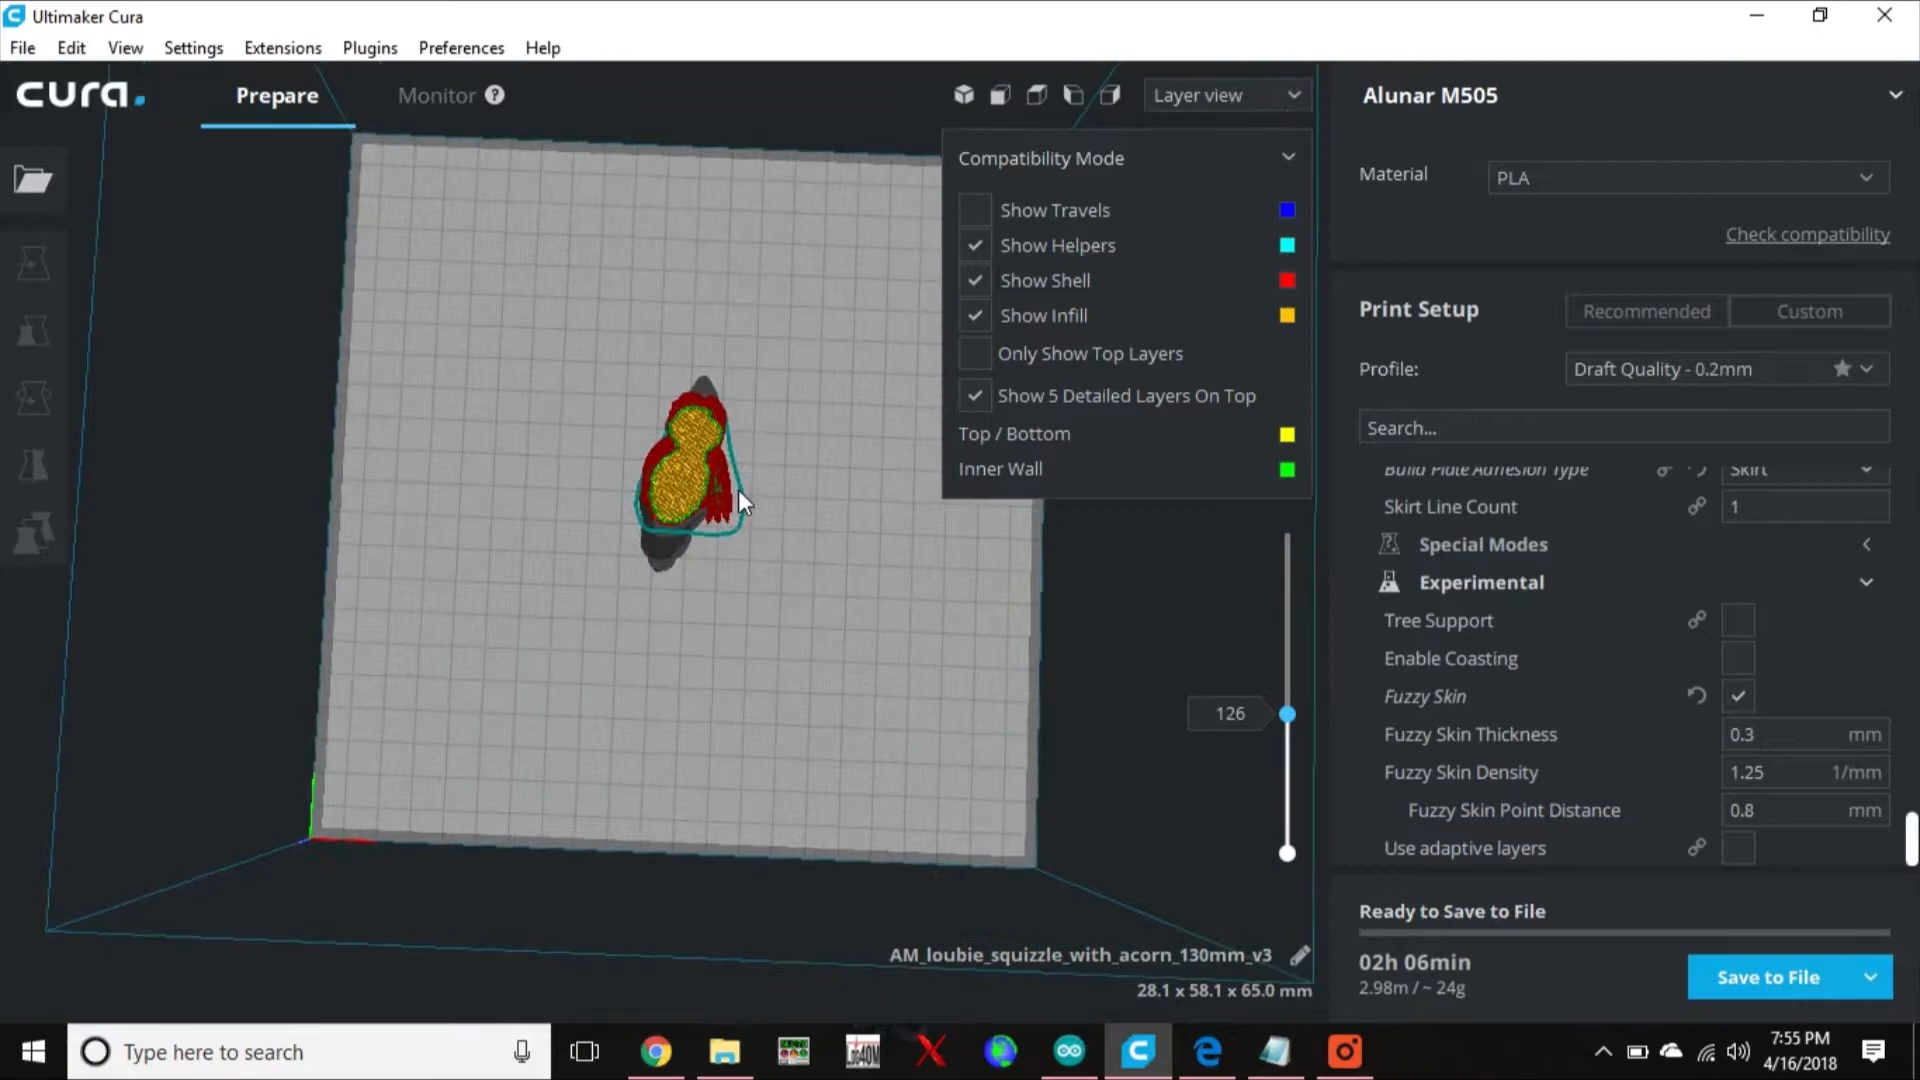 Ultimaker Cura
File Edit View Settings Extensions Plugins Preferences Help
cura.
Prepare
Monitor ?
Layer view
Compatibility Mode
Show Travels
Show Helpers
Show Shell
Show Infill
Only Show Top Layers
Show 5 Detailed Layers On Top
Top / Bottom
Inner Wall
126
AM_loubie_squizzle_with_acorn_130mm_v3
28.1 x 58.1 x 65.0 mm
Alunar M505
Material PLA
Check compatibility
Print Setup Recommended Custom
Profile: Draft Quality - 0.2mm
Search...
Build Plate Adhesion Type Skirt
Skirt Line Count 1
Special Modes
Experimental
Tree Support
Enable Coasting
Fuzzy Skin
Fuzzy Skin Thickness 0.3 mm
Fuzzy Skin Density 1.25 1/mm
Fuzzy Skin Point Distance 0.8 mm
Use adaptive layers
Ready to Save to File
02h 06min
2.98m / ~ 24g
Save to File
Type here to search
7:55 PM
4/16/2018